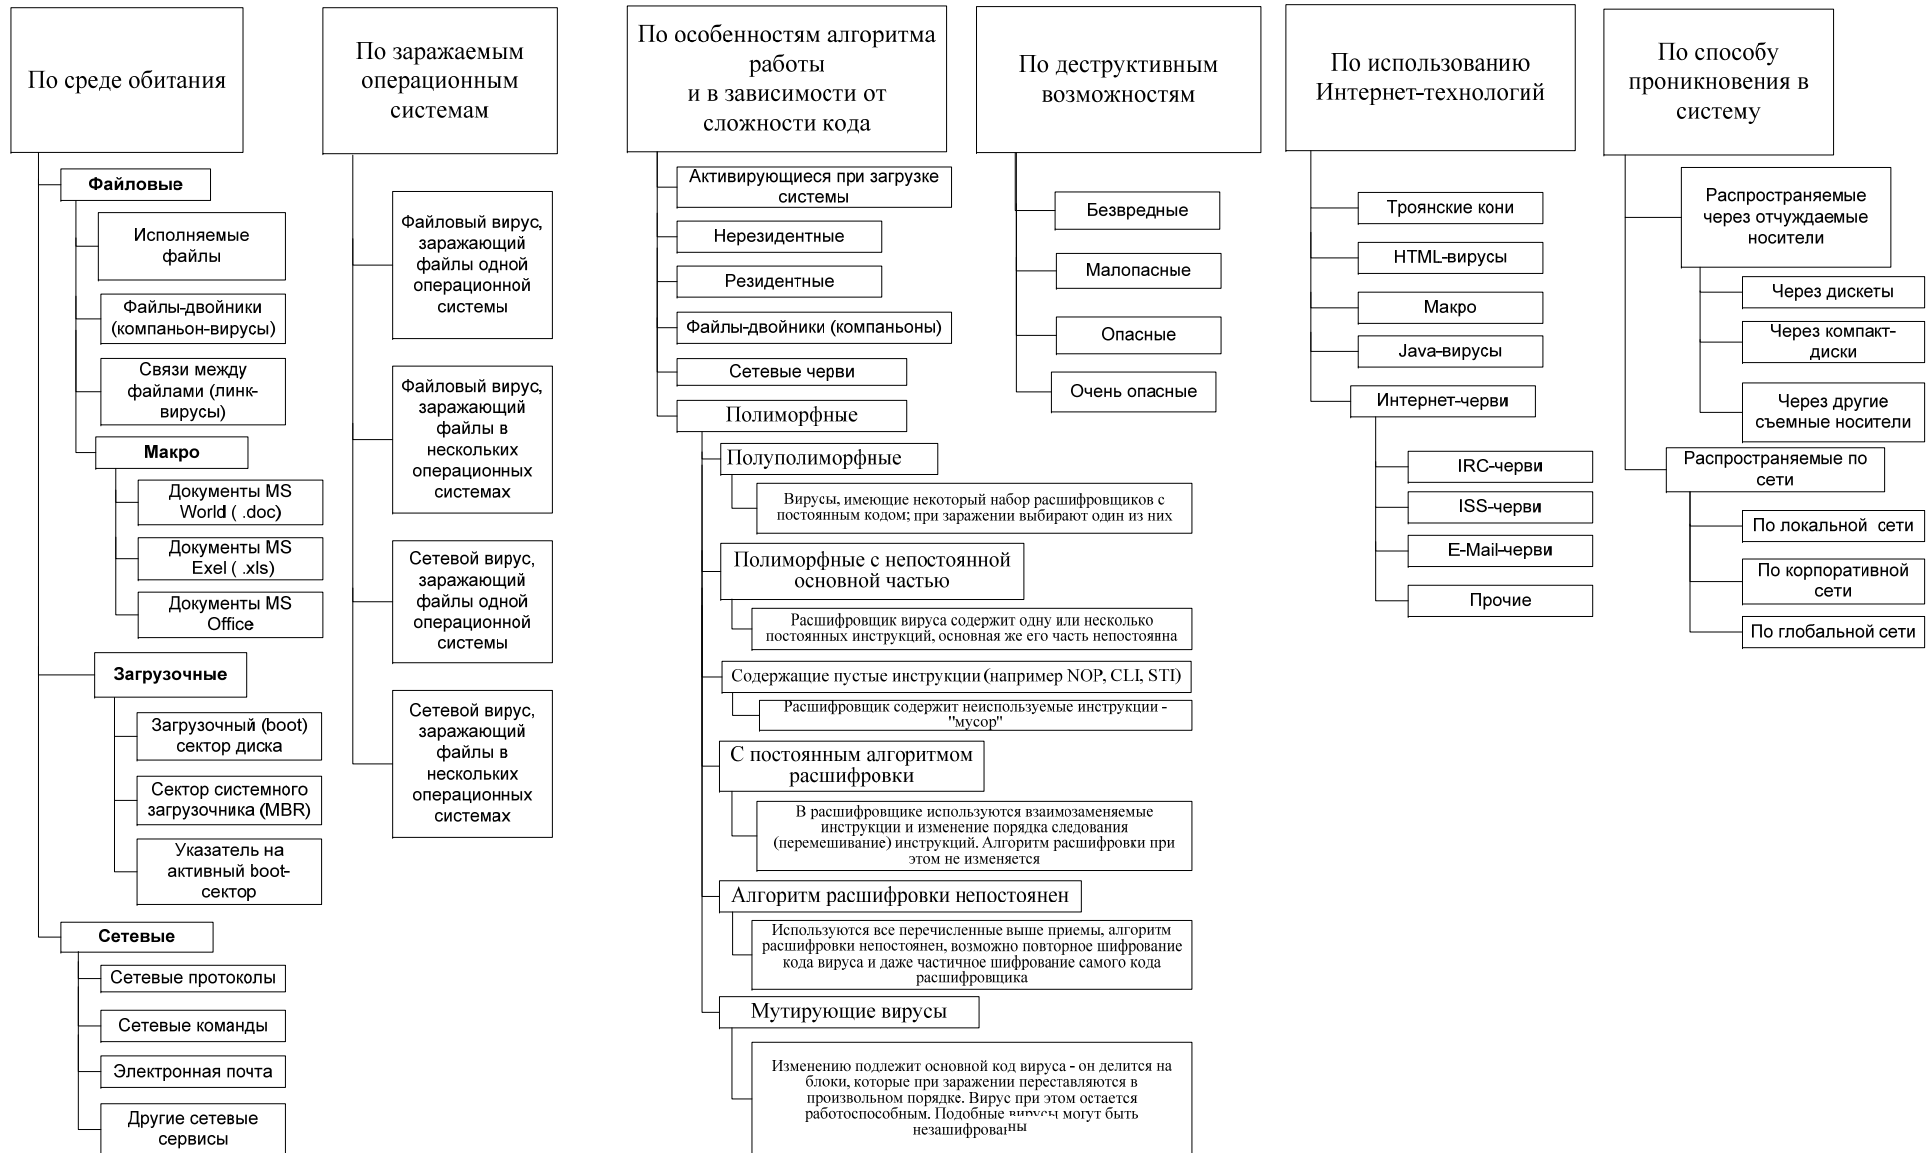 По среде обитания
Файловые
Исполняемые
файлы
Файлы-двойники
(компаньон-вирусы)
Связи между
файлами (линк-
вирусы)
Макро
Документы MS
World ( .doc)
Документы MS
Exel ( .xls)
Документы MS
Office
Загрузочные
Загрузочный (boot)
сектор диска
Сектор системного
загрузочника (MBR)
Указатель на
активный boot-
сектор
Сетевые
Сетевые протоколы
Сетевые команды
Электронная почта
Другие сетевые
сервисы
По заражаемым
операционным
системам
Файловый вирус,
заражающий
файлы одной
операционной
системы
Файловый вирус,
заражающий
файлы в
нескольких
операционных
системах
Сетевой вирус,
заражающий
файлы одной
операционной
системы
Сетевой вирус,
заражающий
файлы в
нескольких
операционных
системах
По особенностям алгоритма
работы
и в зависимости от
сложности кода
Активирующиеся при загрузке
системы
Нерезидентные
Резидентные
Файлы-двойники (компаньоны)
Сетевые черви
Полиморфные
Полуполиморфные
Вирусы, имеющие некоторый набор расшифровщиков с
постоянным кодом; при заражении выбирают один из них
Полиморфные с непостоянной
основной частью
Расшифровщик вируса содержит одну или несколько
постоянных инструкций, основная же его часть непостоянна
Содержащие пустые инструкции (например NOP, CLI, STI)
Расшифровщик содержит неиспользуемые инструкции -
"мусор"
С постоянным алгоритмом
расшифровки
В расшифровщике используются взаимозаменяемые
инструкции и изменение порядка следования
(перемешивание) инструкций. Алгоритм расшифровки при
этом не изменяется
Алгоритм расшифровки непостоянен
Используются все перечисленные выше приемы, алгоритм
расшифровки непостоянен, возможно повторное шифрование
кода вируса и даже частичное шифрование самого кода
расшифровщика
Мутирующие вирусы
Изменению подлежит основной код вируса - он делится на
блоки, которые при заражении переставляются в
произвольном порядке. Вирус при этом остается
работоспособным. Подобные вирусы могут быть
незашифрованы
По деструктивным
возможностям
Безвредные
Малопасные
Опасные
Очень опасные
По использованию
Интернет-технологий
Троянские кони
HTML-вирусы
Макро
Java-вирусы
Интернет-черви
IRC-черви
ISS-черви
E-Mail-черви
Прочие
По способу
проникновения в
систему
Распространяемые
через отчуждаемые
носители
Через дискеты
Через компакт-
диски
Через другие
съемные носители
Распространяемые по
сети
По локальной сети
По корпоративной
сети
По глобальной сети